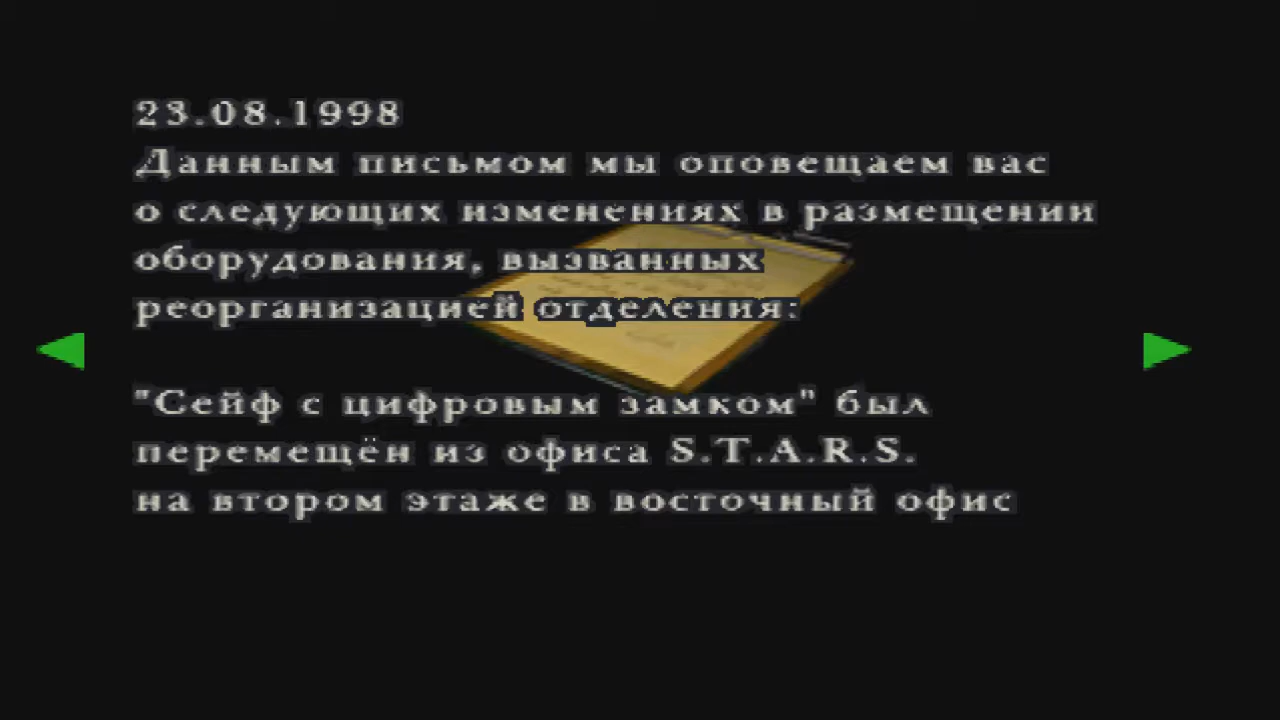 23.08.1998
Данным письмом мы оповещаем вас
о следующих изменениях в размещении
оборудования, вызванных
реорганизацией отделения:
"Сейф с цифровым замком" был
перемещён из офиса S.T.A.R.S.
на втором этаже в восточный офис